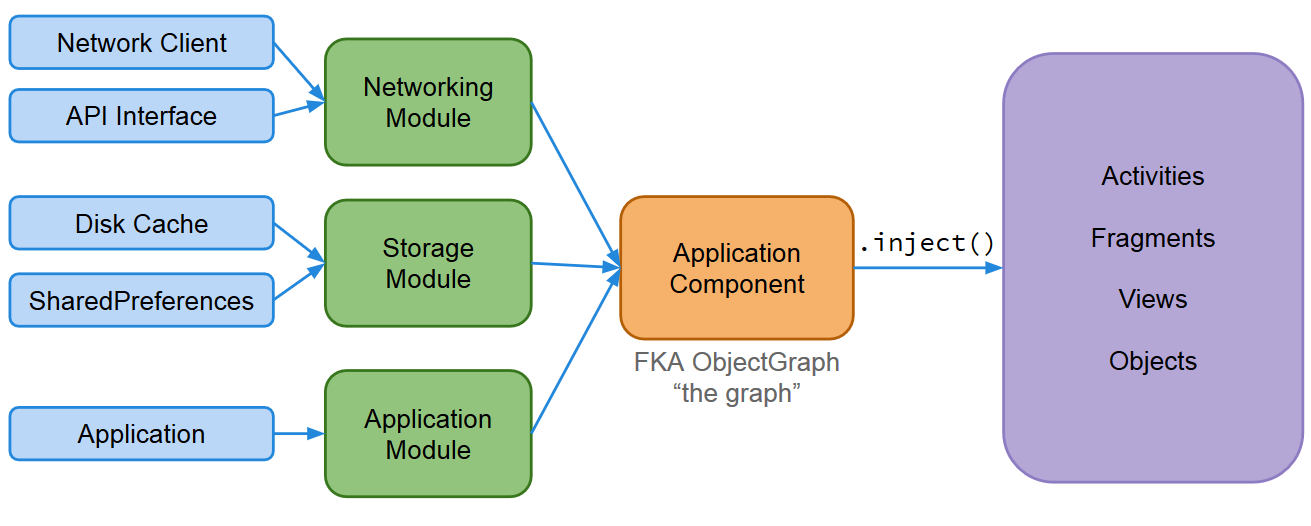 Network Client
API Interface
Networking
Module
Disk Cache
SharedPreferences
Storage
Module
Application
Application
Module
Application
Component
FKA ObjectGraph
“the graph”
.inject()
Activities
Fragments
Views
Objects